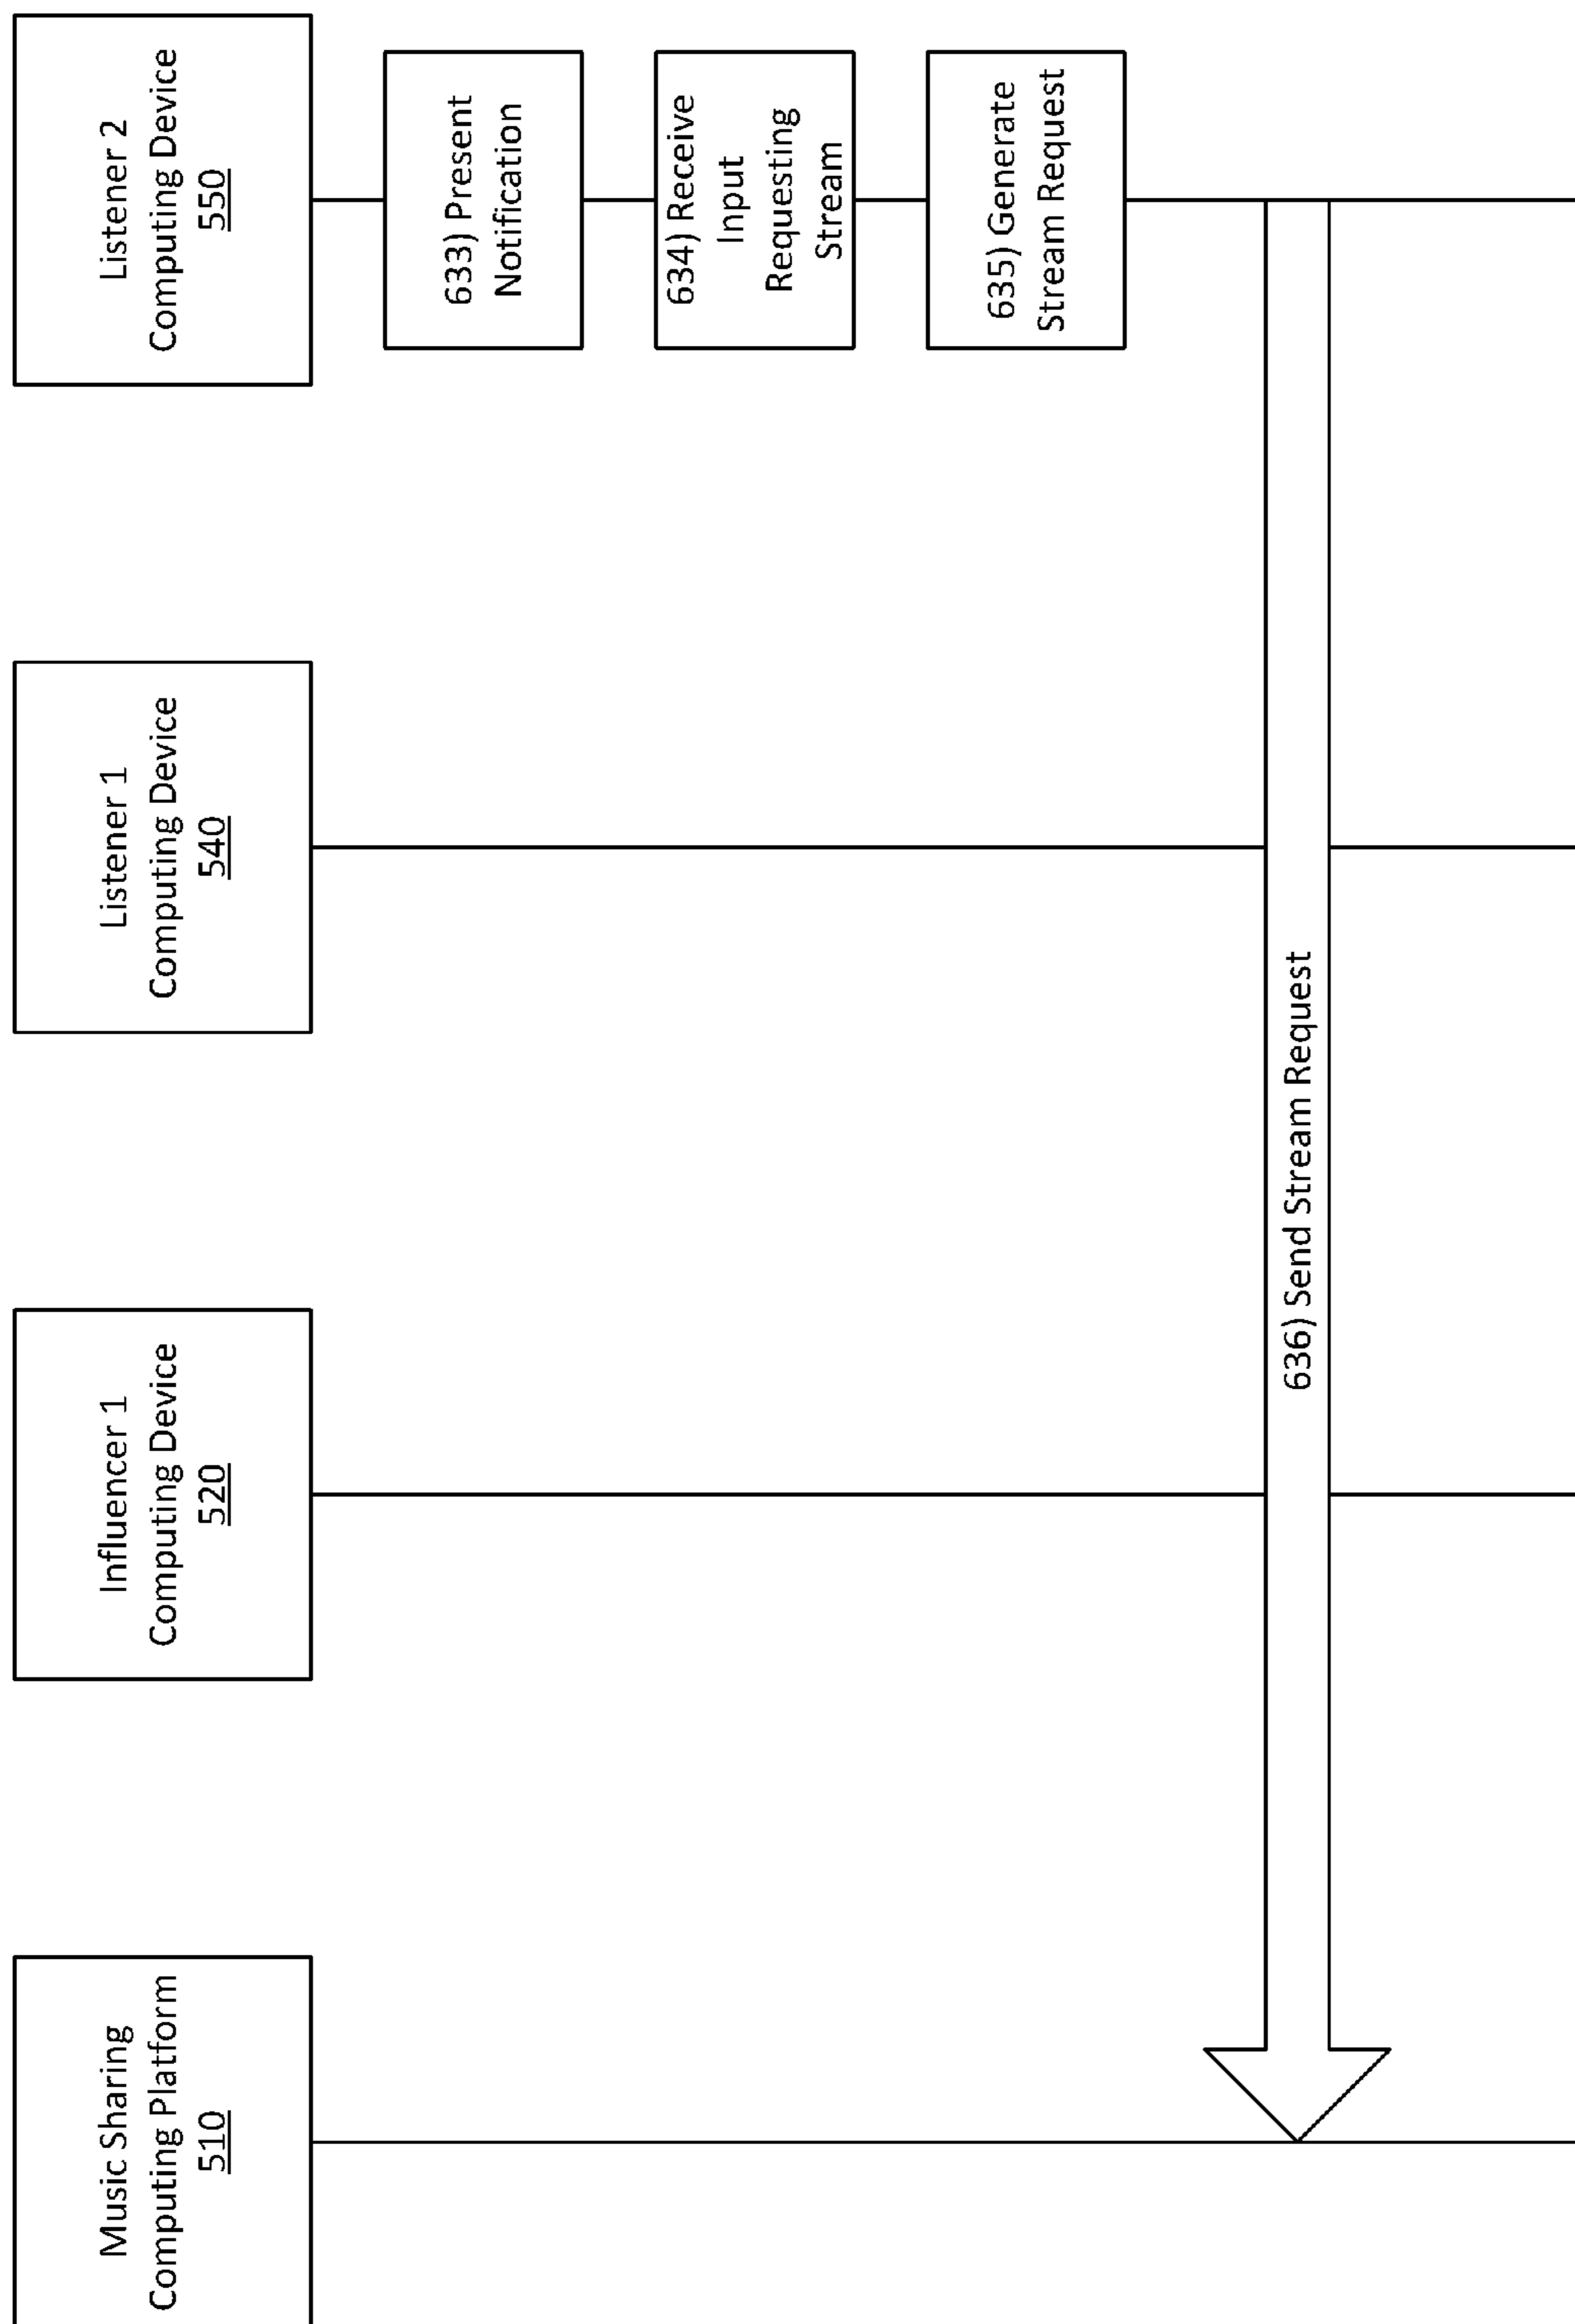 Music Sharing
Computing Platform
510
Influencer 1
Computing Device
520
Listener 1
Computing Device
540
Listener 2
Computing Device
550
633) Present
Notification
634) Receive
Input
Requesting
Stream
635) Generate
Stream Request
636) Send Stream Request